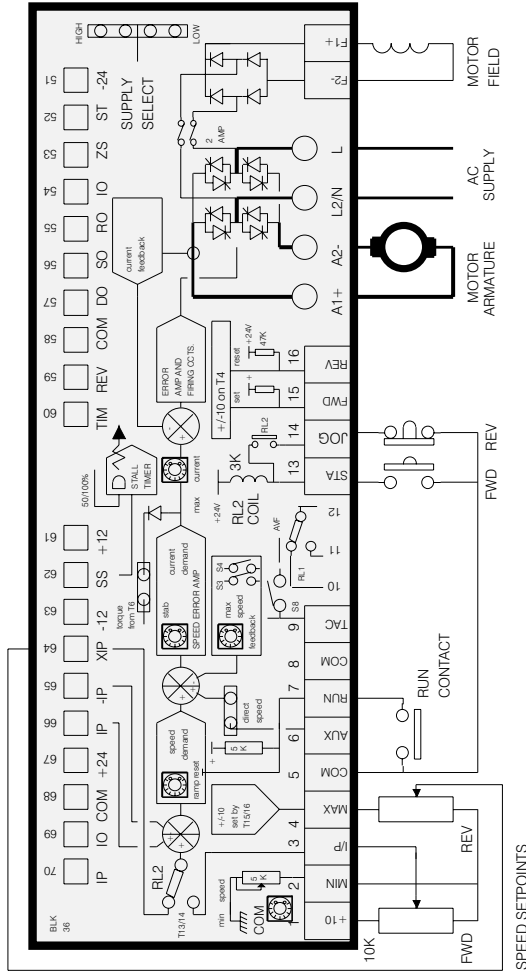 BLK
36
70 69 68 67 66 65 64 63 62 61 60 59 58 57 56 55 54 53 52 51
IP IO COM +24 IP -IP XIP -12 SS +12 TIM REV COM DO SO RO IO ZS ST -24
HIGH
LOW
SUPPLY
SELECT
50/100%
STALL
TIMER
torque
from T6
current
feedback
max
current
RL2
T13/14
ramp reset
speed
demand
stab
current
demand
SPEED ERROR AMP
ERROR
AMP AND
FIRING CCTS.
2
AMP
direct
speed
max
speed
feedback
S3
S4
+/-10
set by
T15/16
5
K
min speed
5
K
COM
S8
AVF
RL1
+24V
RL2
COIL
3K
RL2
+/-10 on T4
set
reset
+24V
47K
1 2 3 4 5 6 7 8 9 10 11 12 13 14 15 16
+10 MIN I/P MAX COM AUX RUN COM TAC STA JOG FWD REV
A1+ A2- L2/N L F2- F1+
10K
FWD
REV
SPEED SETPOINTS
RUN
CONTACT
FWD
REV
MOTOR
ARMATURE
AC
SUPPLY
MOTOR
FIELD